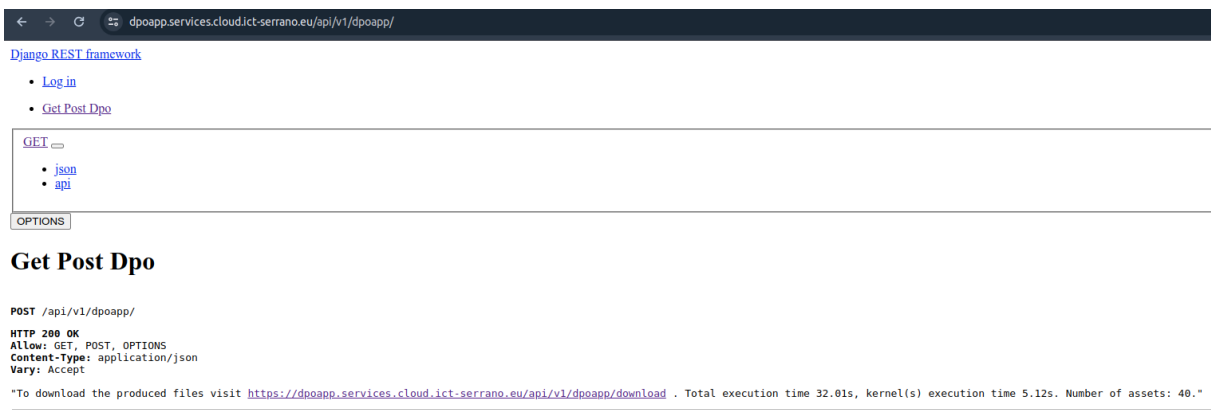 dpoapp.services.cloud.ict-serrano.eu/api/v1/dpoapp/
Django REST framework
Log in
Get Post Dpo
GET
json
api
OPTIONS
Get Post Dpo
POST /api/v1/dpoapp/
HTTP 200 OK
Allow: GET, POST, OPTIONS
Content-Type: application/json
Vary: Accept
"To download the produced files visit https://dpoapp.services.cloud.ict-serrano.eu/api/v1/dpoapp/download . Total execution time 32.01s, kernel(s) execution time 5.12s. Number of assets: 40."